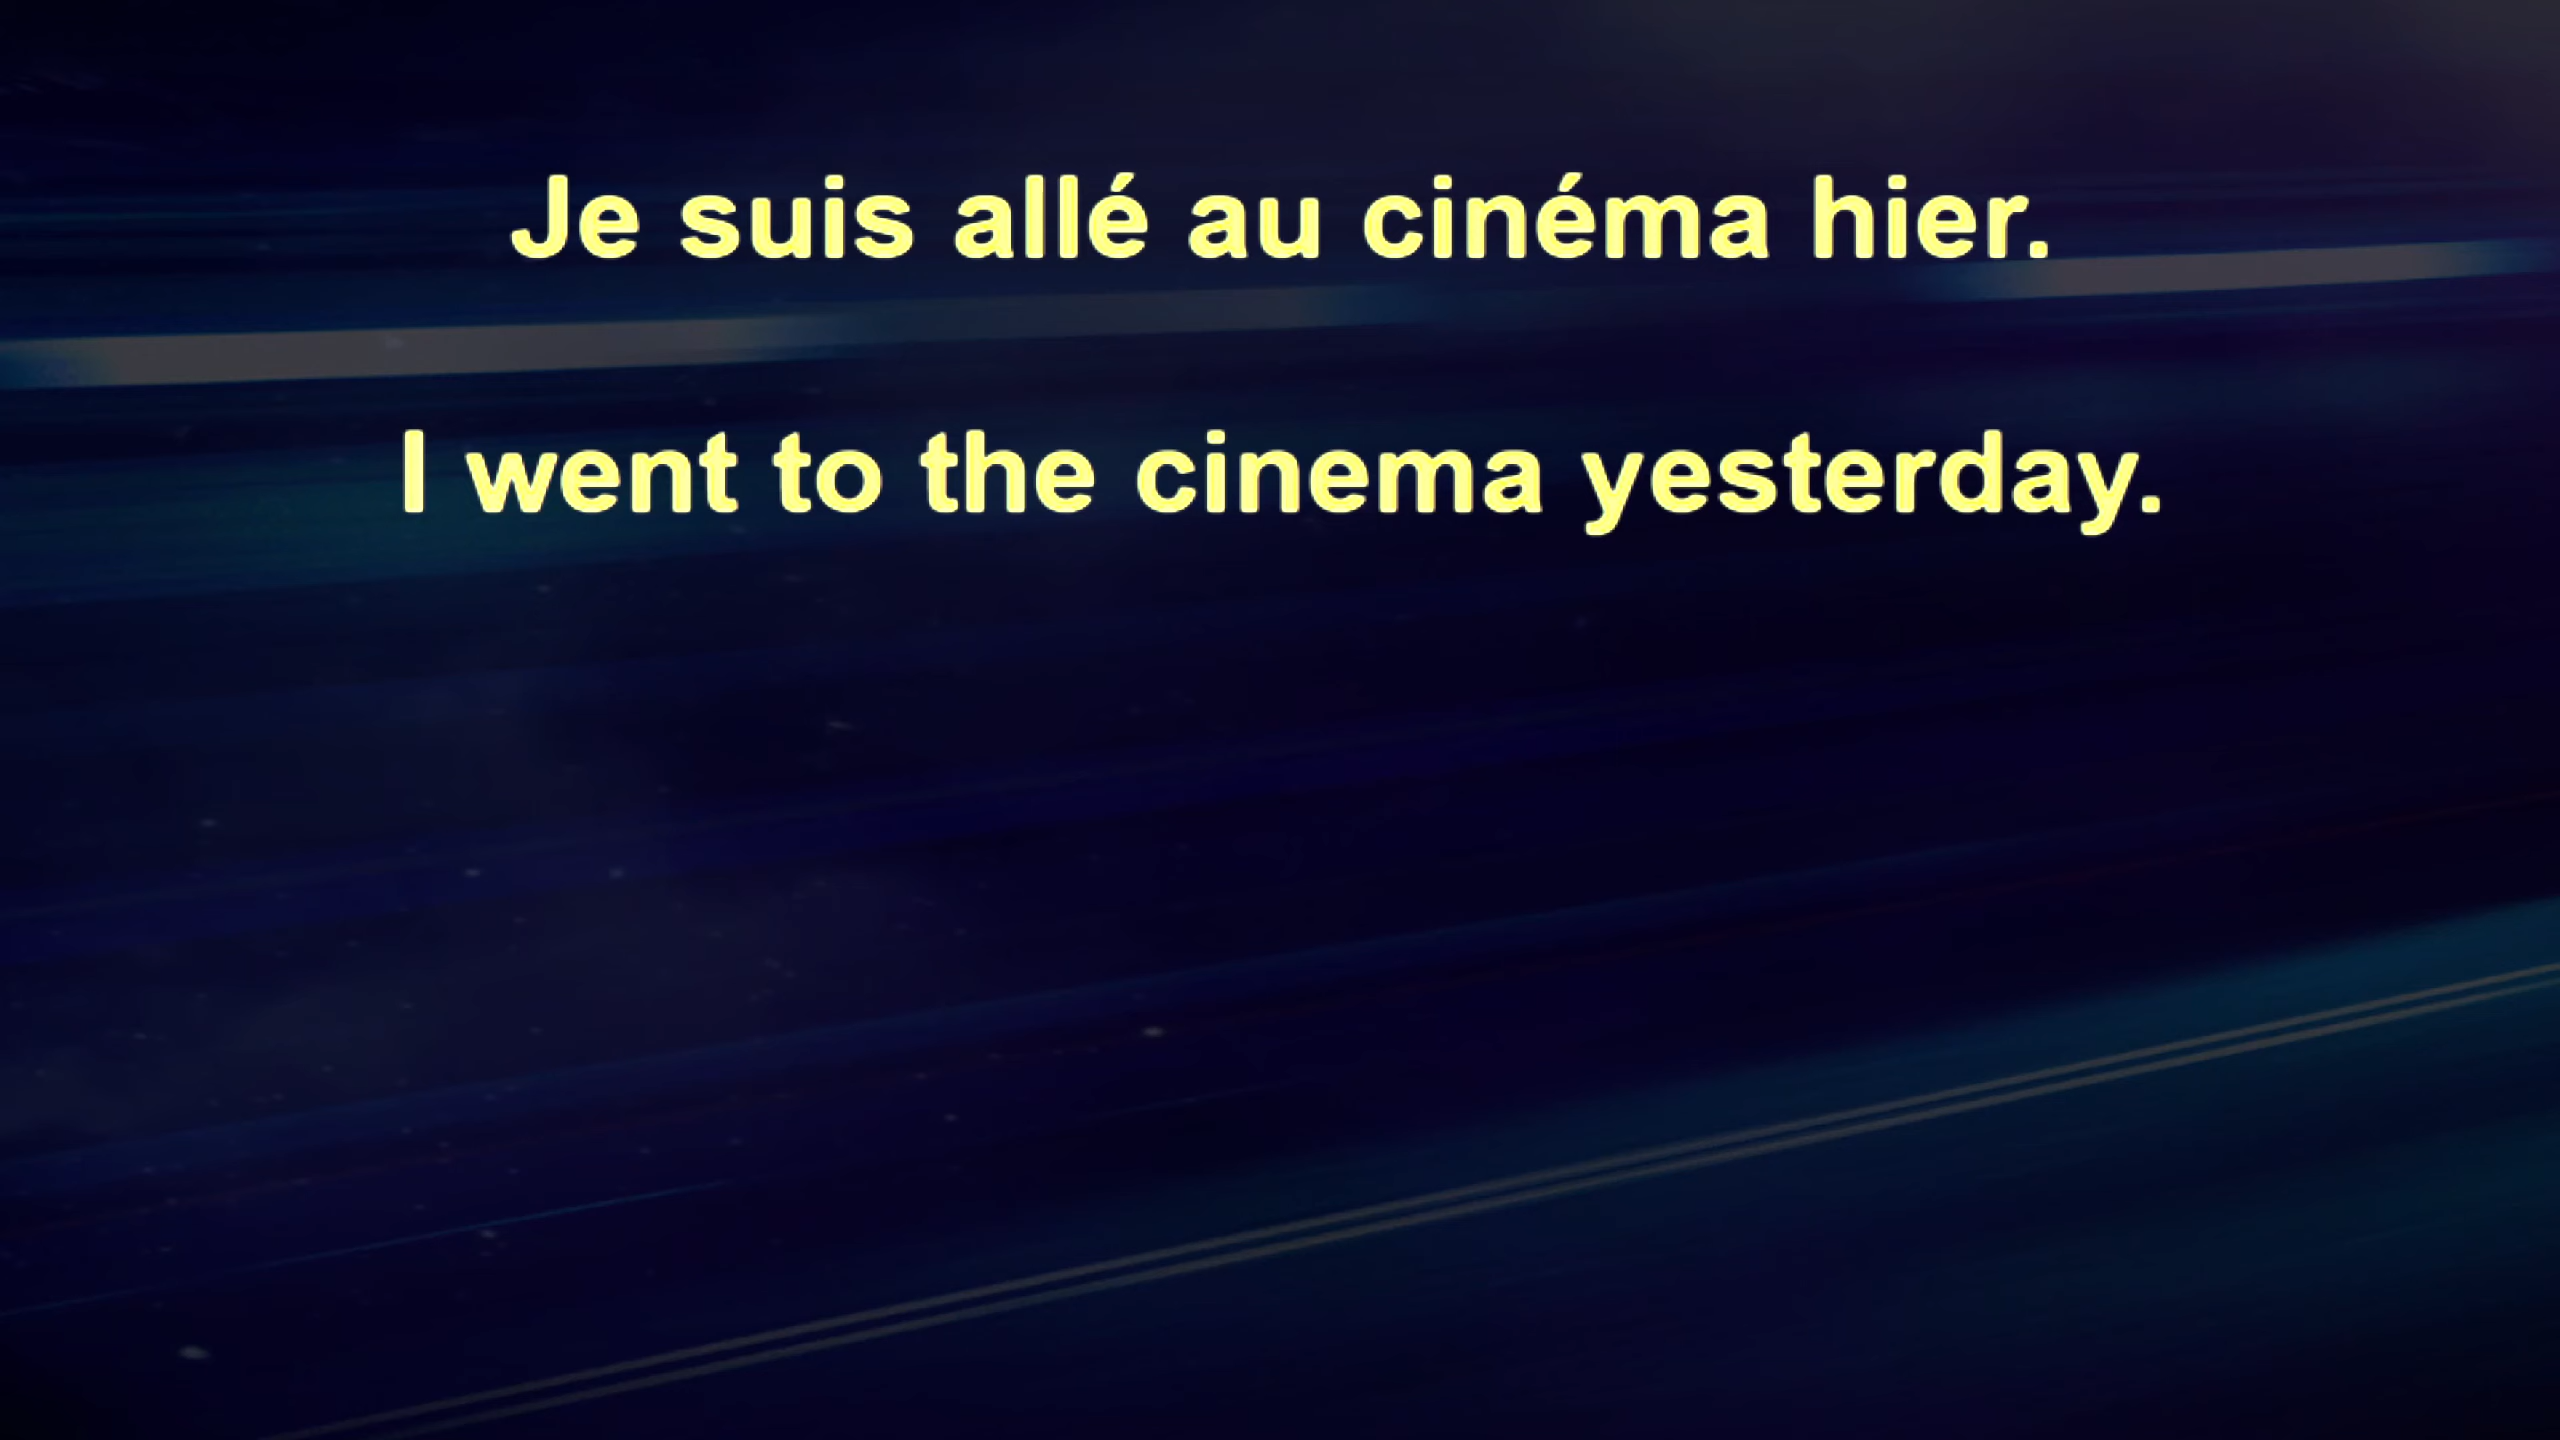 Je suis allé au cinéma hier.
I went to the cinema yesterday.